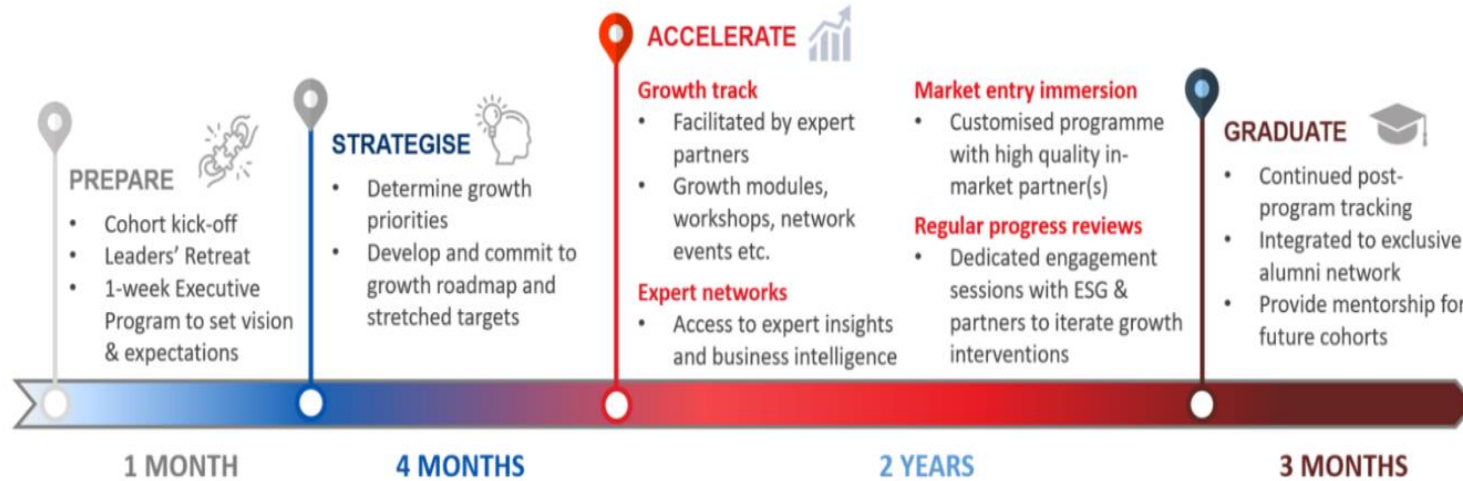 PREPARE
• Cohort kick-off
• Leaders' Retreat
• 1-week Executive
Program to set vision
& expectations
STRATEGISE
• Determine growth
priorities
• Develop and commit to
growth roadmap and
stretched targets
ACCELERATE
Growth track
• Facilitated by expert
partners
• Growth modules,
workshops, network
events etc.
Expert networks
• Access to expert insights
and business intelligence
Market entry immersion
• Customised programme
with high quality in-
market partner(s)
Regular progress reviews
• Dedicated engagement
sessions with ESG &
partners to iterate growth
interventions
GRADUATE
• Continued post-
program tracking
• Integrated to exclusive
alumni network
• Provide mentorship for
future cohorts
1 MONTH
4 MONTHS
2 YEARS
3 MONTHS